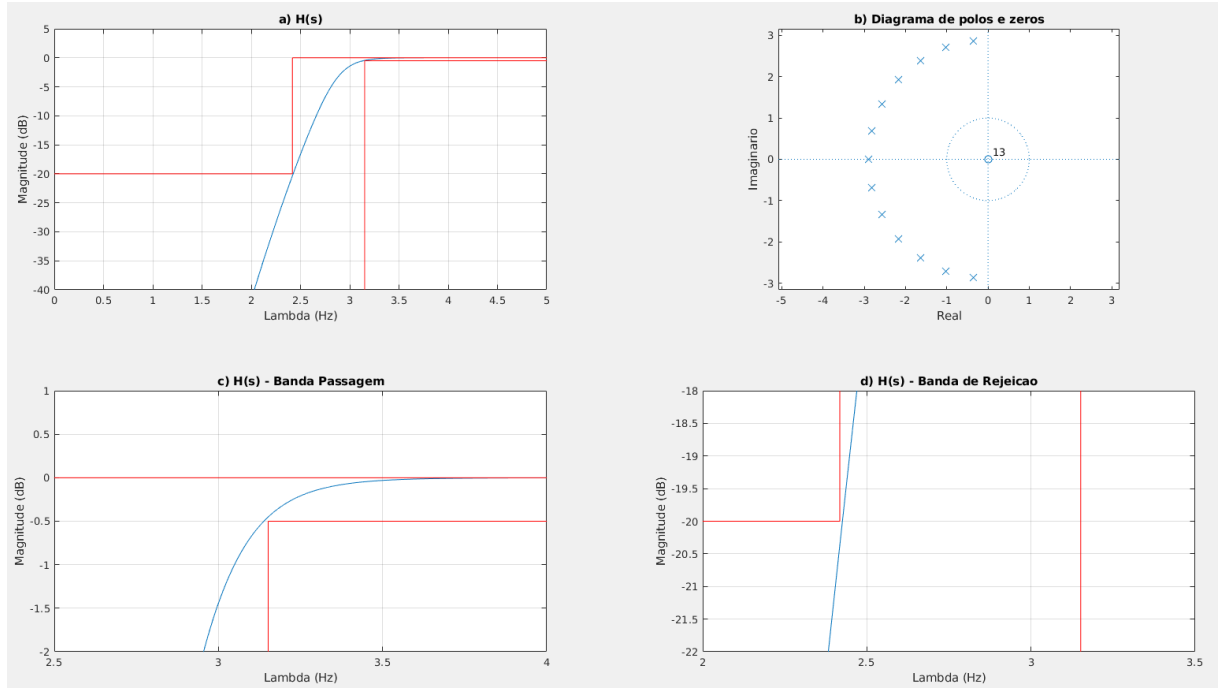 a) H(s)
5
0
-5
-10
-15
-20
-25
-30
-35
-40
Magnitude (dB)
0 0.5 1 1.5 2 2.5 3 3.5 4 4.5 5
Lambda (Hz)
b) Diagrama de polos e zeros
3
2
1
0
-1
-2
-3
Imaginario
13
-5 -4 -3 -2 -1 0 1 2 3
Real
c) H(s) - Banda Passagem
1
0.5
0
-0.5
-1
-1.5
-2
Magnitude (dB)
2.5 3 3.5 4
Lambda (Hz)
d) H(s) - Banda de Rejeicao
-18
-18.5
-19
-19.5
-20
-20.5
-21
-21.5
-22
Magnitude (dB)
2 2.5 3 3.5
Lambda (Hz)